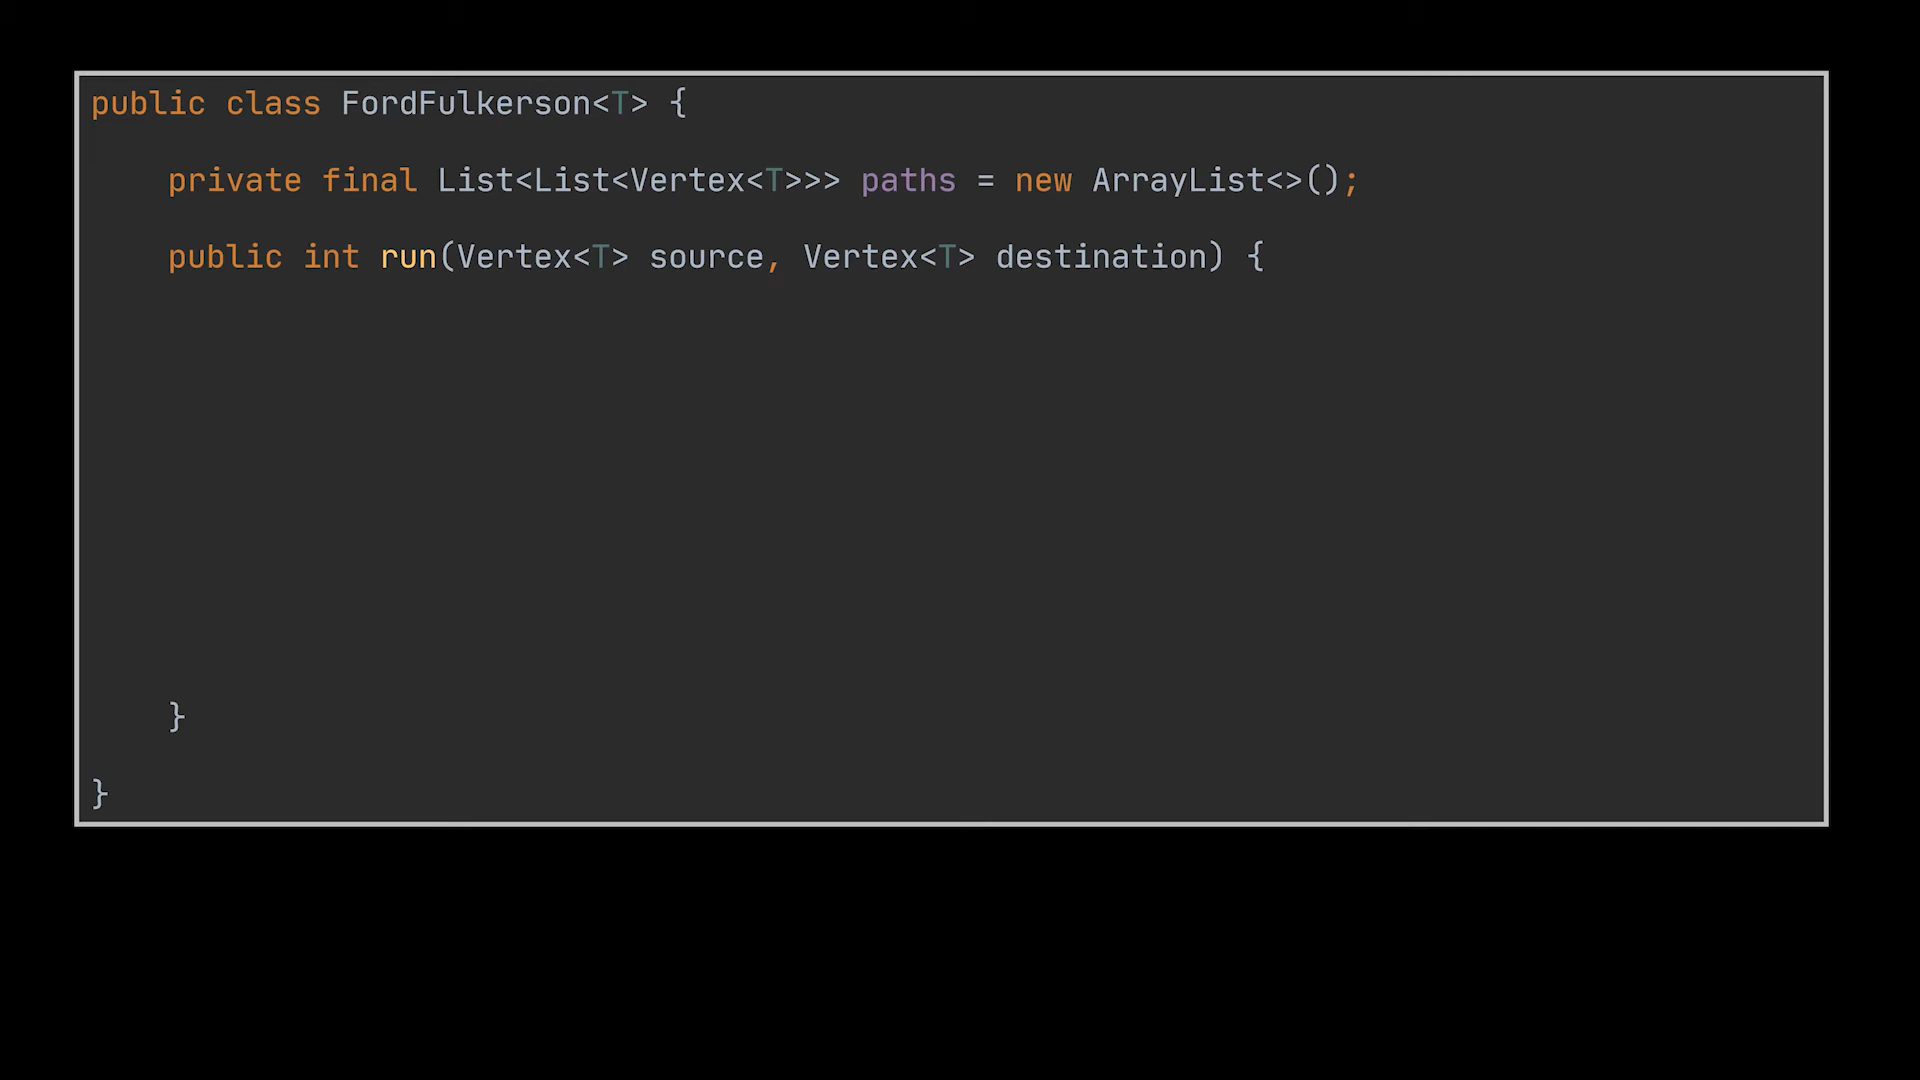 public class FordFulkerson<T> {
private final List<List<Vertex<T>>> paths = new ArrayList<>();
public int run(Vertex<T> source, Vertex<T> destination) {
}
}